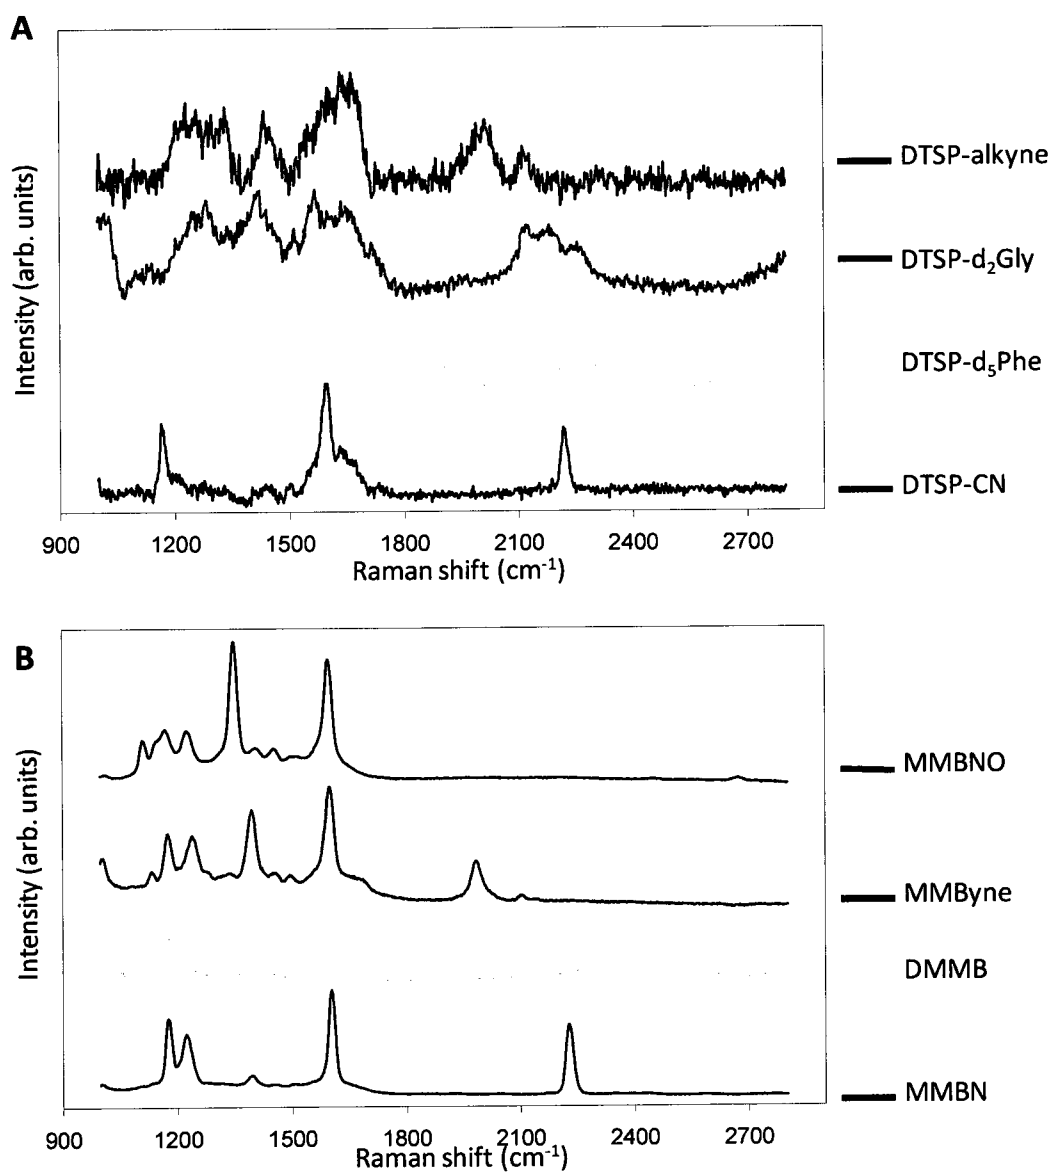 A
Intensity (arb. units)
DTSP-alkyne
DTSP-d₂Gly
DTSP-d₅Phe
DTSP-CN
900 1200 1500 1800 2100 2400 2700
Raman shift (cm⁻¹)
B
Intensity (arb. units)
MMBNO
MMByne
DMMB
MMBN
900 1200 1500 1800 2100 2400 2700
Raman shift (cm⁻¹)